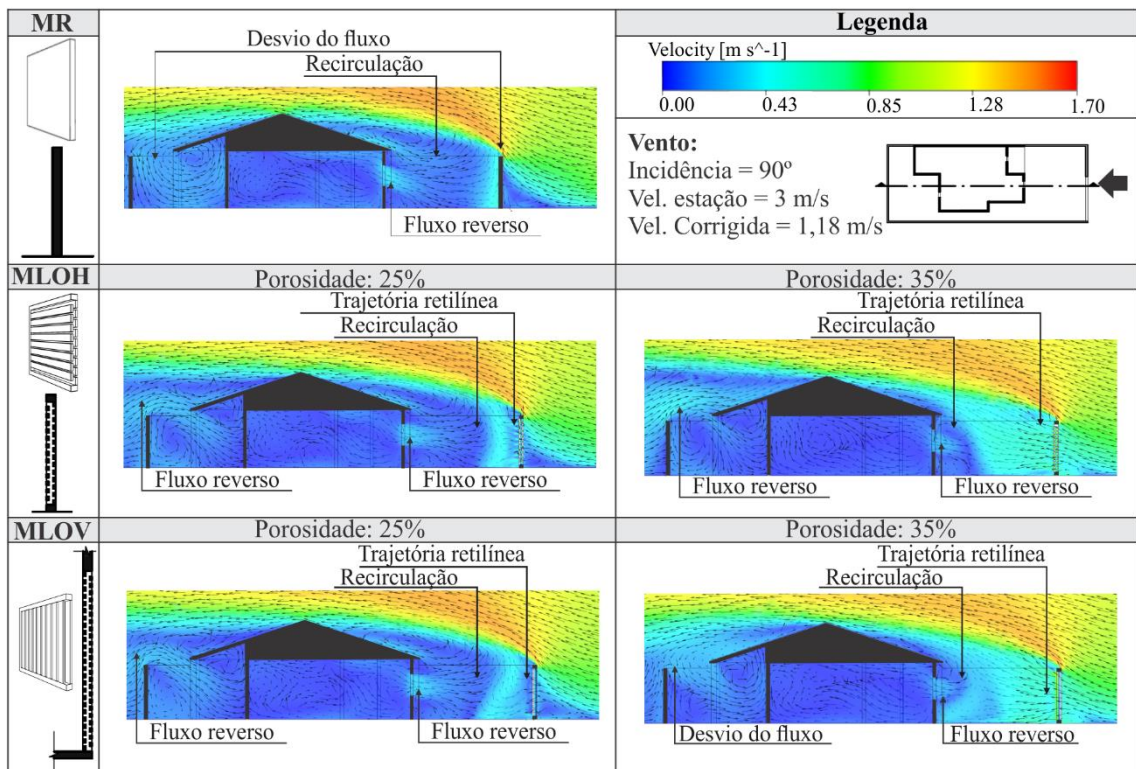 MR
Desvio do fluxo
Recirculação
Fluxo reverso
Legenda
Velocity [m s^-1]
0.00 0.43 0.85 1.28 1.70
Vento:
Incidência = 90º
Vel. estação = 3 m/s
Vel. Corrigida = 1,18 m/s
MLOH
Porosidade: 25%
Trajetória retilínea
Recirculação
Fluxo reverso
Fluxo reverso
Porosidade: 35%
Trajetória retilínea
Recirculação
Fluxo reverso
Fluxo reverso
MLOV
Porosidade: 25%
Trajetória retilínea
Recirculação
Fluxo reverso
Fluxo reverso
Porosidade: 35%
Trajetória retilínea
Recirculação
Desvio do fluxo
Fluxo reverso